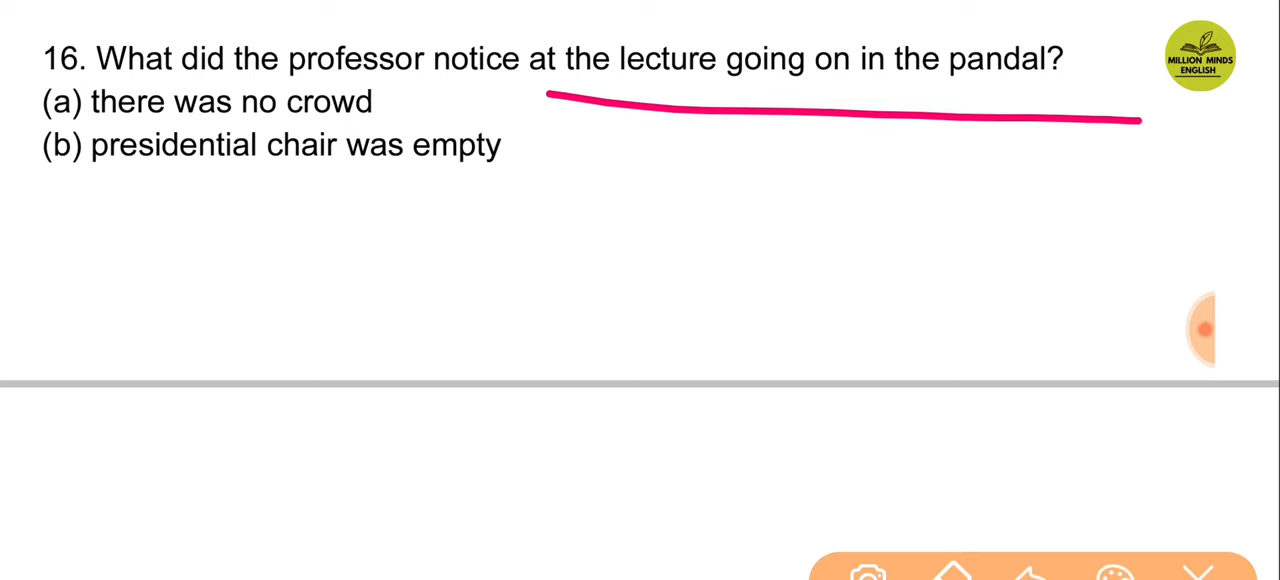 16. What did the professor notice at the lecture going on in the pandal?
(a) there was no crowd
(b) presidential chair was empty
MILLION MINDS
ENGLISH